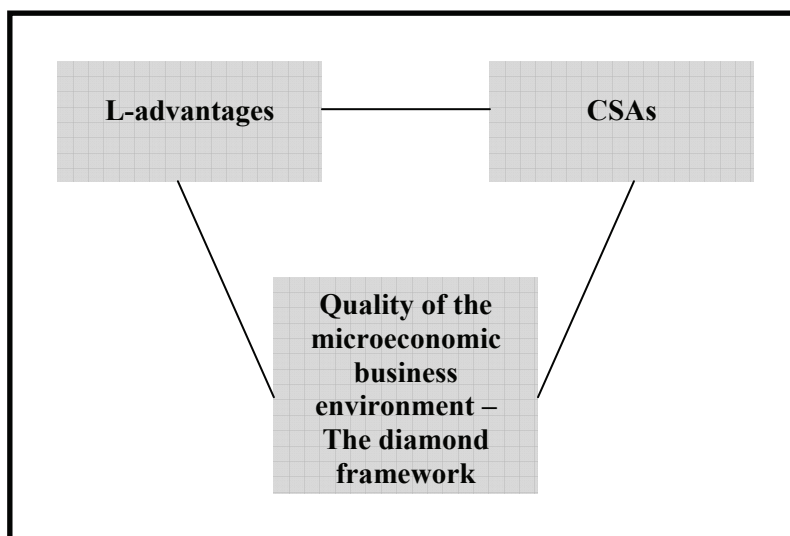 L-advantages
CSAs
Quality of the
microeconomic
business
environment –
The diamond
framework